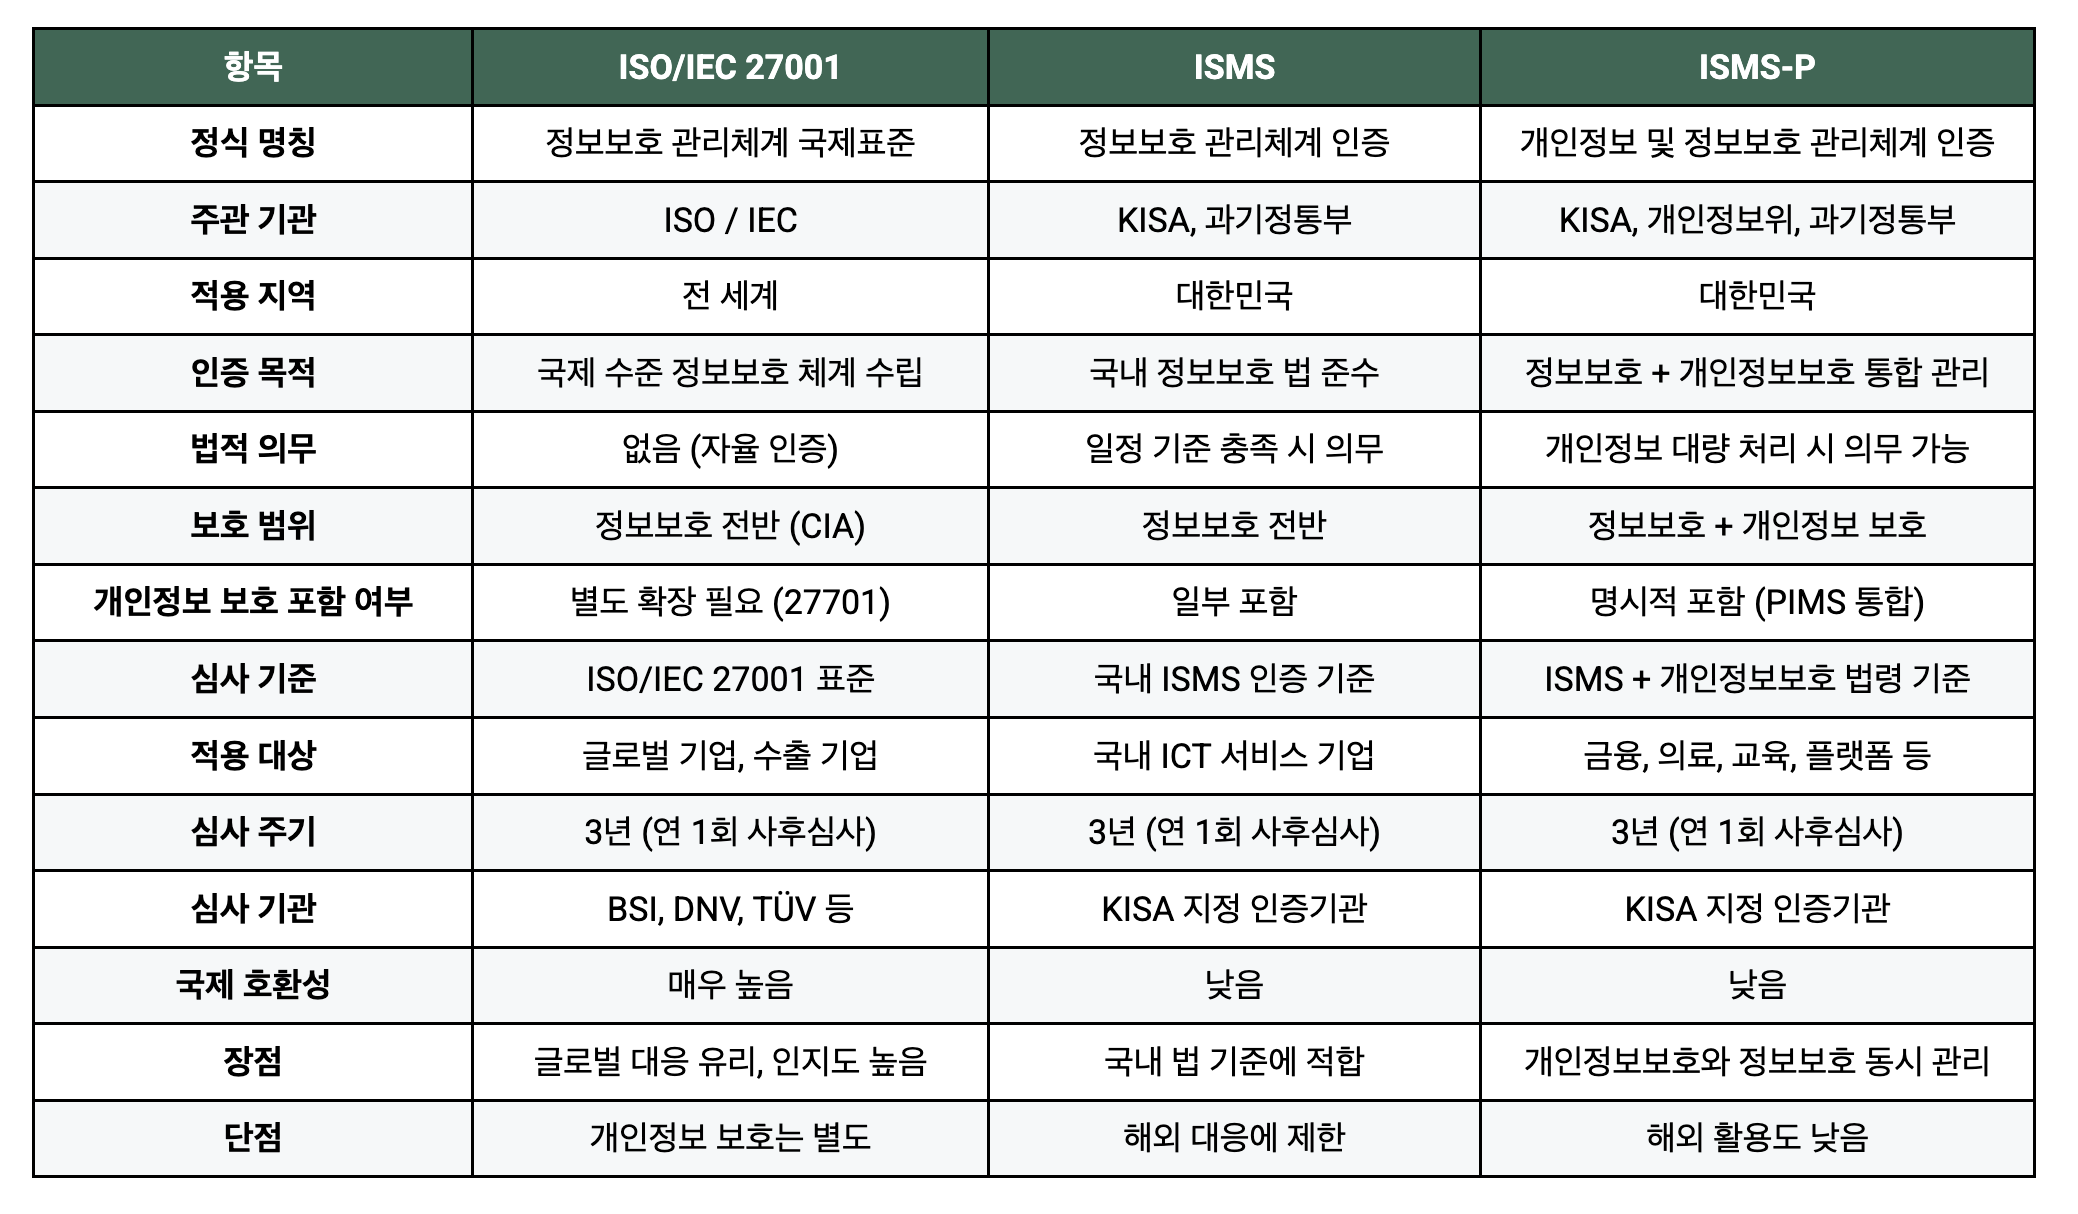 항목 ISO/IEC 27001 ISMS ISMS-P
정식 명칭 정보보호 관리체계 국제표준 정보보호 관리체계 인증 개인정보 및 정보보호 관리체계 인증
주관 기관 ISO / IEC KISA, 과기정통부 KISA, 개인정보위, 과기정통부
적용 지역 전 세계 대한민국 대한민국
인증 목적 국제 수준 정보보호 체계 수립 국내 정보보호 법 준수 정보보호 + 개인정보보호 통합 관리
법적 의무 없음 (자율 인증) 일정 기준 충족 시 의무 개인정보 대량 처리 시 의무 가능
보호 범위 정보보호 전반 (CIA) 정보보호 전반 정보보호 + 개인정보 보호
개인정보 보호 포함 여부 별도 확장 필요 (27701) 일부 포함 명시적 포함 (PIMS 통합)
심사 기준 ISO/IEC 27001 표준 국내 ISMS 인증 기준 ISMS + 개인정보보호 법령 기준
적용 대상 글로벌 기업, 수출 기업 국내 ICT 서비스 기업 금융, 의료, 교육, 플랫폼 등
심사 주기 3년 (연 1회 사후심사) 3년 (연 1회 사후심사) 3년 (연 1회 사후심사)
심사 기관 BSI, DNV, TÜV 등 KISA 지정 인증기관 KISA 지정 인증기관
국제 호환성 매우 높음 낮음 낮음
장점 글로벌 대응 유리, 인지도 높음 국내 법 기준에 적합 개인정보보호와 정보보호 동시 관리
단점 개인정보 보호는 별도 해외 대응에 제한 해외 활용도 낮음